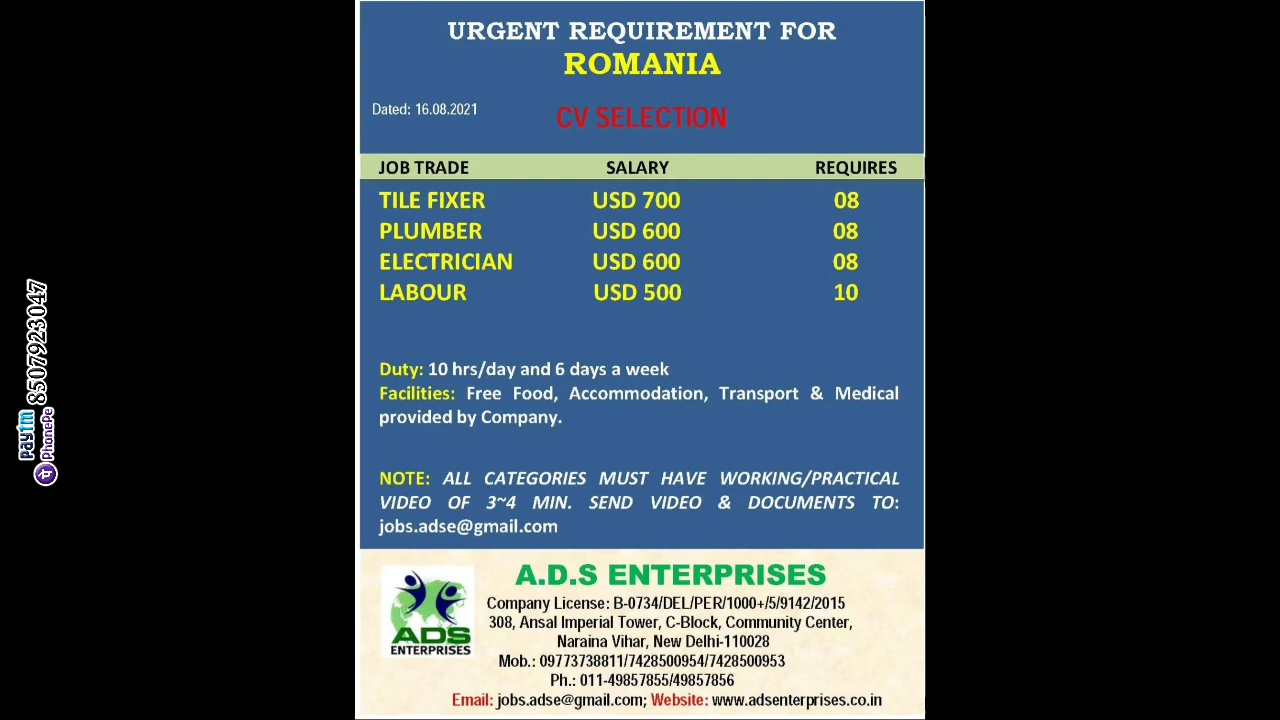 URGENT REQUIREMENT FOR
ROMANIA
Dated: 16.08.2021
CV SELECTION
JOB TRADE SALARY REQUIRES
TILE FIXER USD 700 08
PLUMBER USD 600 08
ELECTRICIAN USD 600 08
LABOUR USD 500 10
Duty: 10 hrs/day and 6 days a week
Facilities: Free Food, Accommodation, Transport & Medical
provided by Company.
NOTE: ALL CATEGORIES MUST HAVE WORKING/PRACTICAL
VIDEO OF 3~4 MIN. SEND VIDEO & DOCUMENTS TO:
jobs.adse@gmail.com
ADS
ENTERPRISES
A.D.S ENTERPRISES
Company License: B-0734/DEL/PER/1000+/5/9142/2015
308, Ansal Imperial Tower, C-Block, Community Center,
Naraina Vihar, New Delhi-110028
Mob.: 09773738811/7428500954/7428500953
Ph.: 011-49857855/49857856
Email: jobs.adse@gmail.com; Website: www.adsenterprises.co.in
paytm
पे PhonePe
8507923047